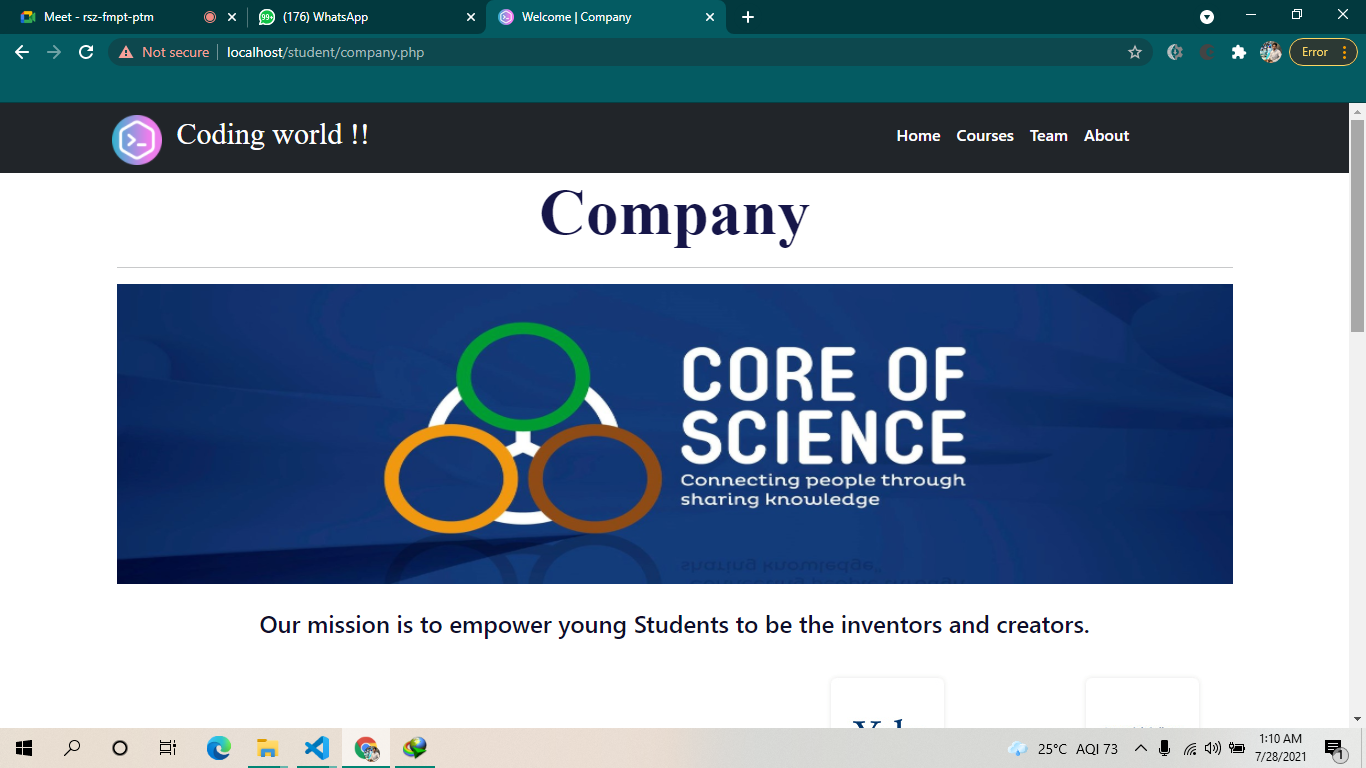 Meet - rsz-fmpt-ptm
99+
(176) WhatsApp
Welcome | Company
Not secure
localhost/student/company.php
Error
Coding world !!
Home
Courses
Team
About
Company
CORE OF
SCIENCE
Connecting people through
sharing knowledge
Our mission is to empower young Students to be the inventors and creators.
25°C AQI 73
1:10 AM
7/28/2021
1